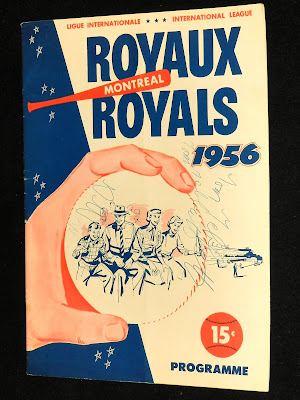 LIGUE INTERNATIONALE ★ ★ ★ INTERNATIONAL LEAGUE
ROYAUX
MONTREAL
ROYALS
1956
15¢
PROGRAMME